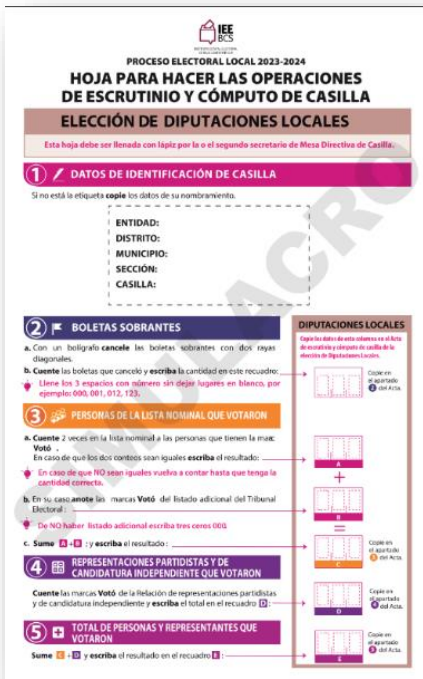 IEE
BCS
PROCESO ELECTORAL LOCAL 2023-2024
HOJA PARA HACER LAS OPERACIONES
DE ESCRUTINIO Y CÓMPUTO DE CASILLA
ELECCIÓN DE DIPUTACIONES LOCALES
Esta hoja debe ser llenada con lápiz por la o el segundo secretario de Mesa Directiva de Casilla.
1 DATOS DE IDENTIFICACIÓN DE CASILLA
Si no está la etiqueta copie los datos de su nombramiento.
ENTIDAD:
DISTRITO:
MUNICIPIO:
SECCIÓN:
CASILLA:
SIMULACRO
2 BOLETAS SOBRANTES
a. Con un bolígrafo cancele las boletas sobrantes con dos rayas
diagonales.
b. Cuente las boletas que canceló y escriba la cantidad en este recuadro:
Llene los 3 espacios con número sin dejar lugares en blanco, por
ejemplo: 000, 001, 012, 123.
DIPUTACIONES LOCALES
Copie los datos de esta columna en el Acta
de escrutinio y cómputo de casilla de la
elección de Diputaciones Locales.
Copie en
el apartado
2 del Acta.
3 PERSONAS DE LA LISTA NOMINAL QUE VOTARON
a. Cuente 2 veces en la lista nominal a las personas que tienen la marc
Votó .
En caso de que los dos conteos sean iguales escriba el resultado:
En caso de que NO sean iguales vuelva a contar hasta que tenga la
cantidad correcta.
A
+
b. En su caso anote las marcas Votó del listado adicional del Tribunal
Electoral :
De NO haber listado adicional escriba tres ceros 000.
B
=
c. Sume A + B : y escriba el resultado :
C
Copie en
el apartado
3 del Acta.
4 REPRESENTACIONES PARTIDISTAS Y DE
CANDIDATURA INDEPENDIENTE QUE VOTARON
Cuente las marcas Votó de la Relación de representaciones partidistas
y de candidatura independiente y escriba el total en el recuadro D :
D
Copie en
el apartado
4 del Acta.
5 TOTAL DE PERSONAS Y REPRESENTANTES QUE
VOTARON
Sume C + D y escriba el resultado en el recuadro E :
E
Copie en
el apartado
5 del Acta.